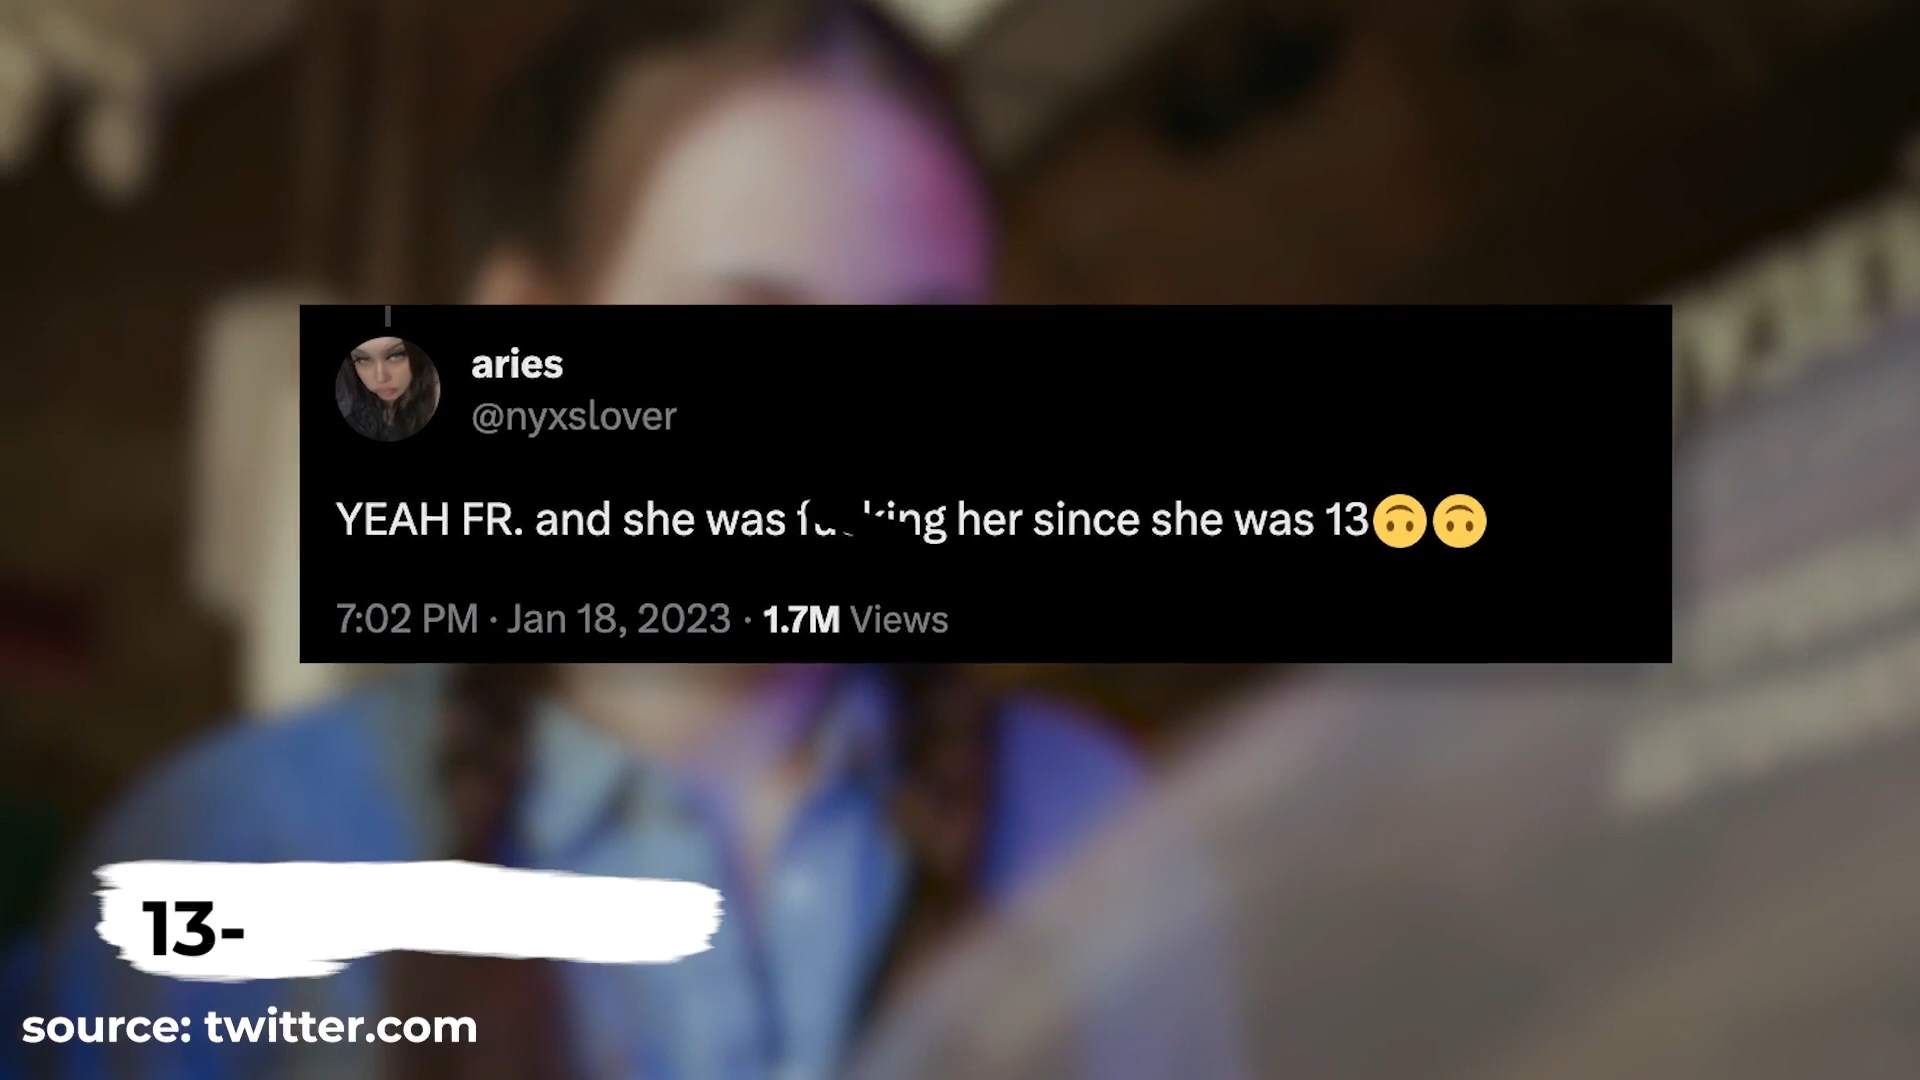 aries
@nyxslover
YEAH FR. and she was her since she was 13🙃🙃
7:02 PM · Jan 18, 2023 · 1.7M Views
13-
source: twitter.com